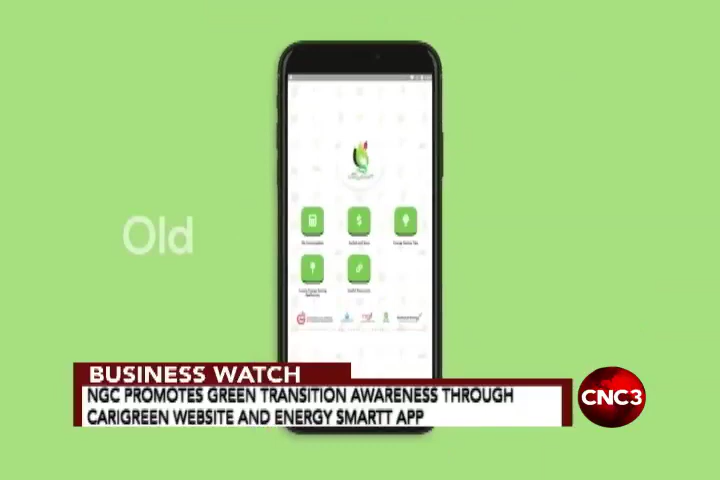 Old
BUSINESS WATCH
NGC PROMOTES GREEN TRANSITION AWARENESS THROUGH
CARIGREEN WEBSITE AND ENERGY SMARTT APP
CNC3